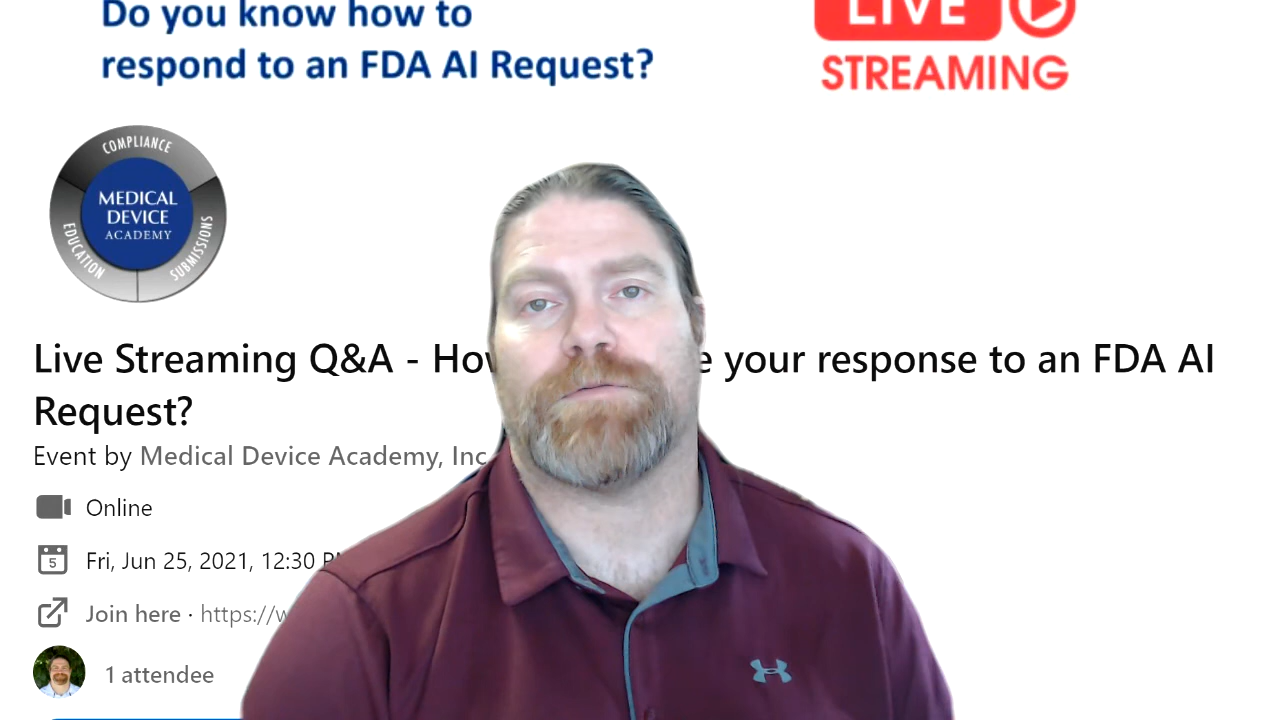 Do you know how to
respond to an FDA AI Request?
LIVE
STREAMING
COMPLIANCE
MEDICAL
DEVICE
ACADEMY
EDUCATION
SUBMISSIONS
Live Streaming Q&A - your response to an FDA AI
Request?
Event by Medical Device Academy, Inc
Online
5
Fri, Jun 25, 2021, 12:30
Join here ·
1 attendee